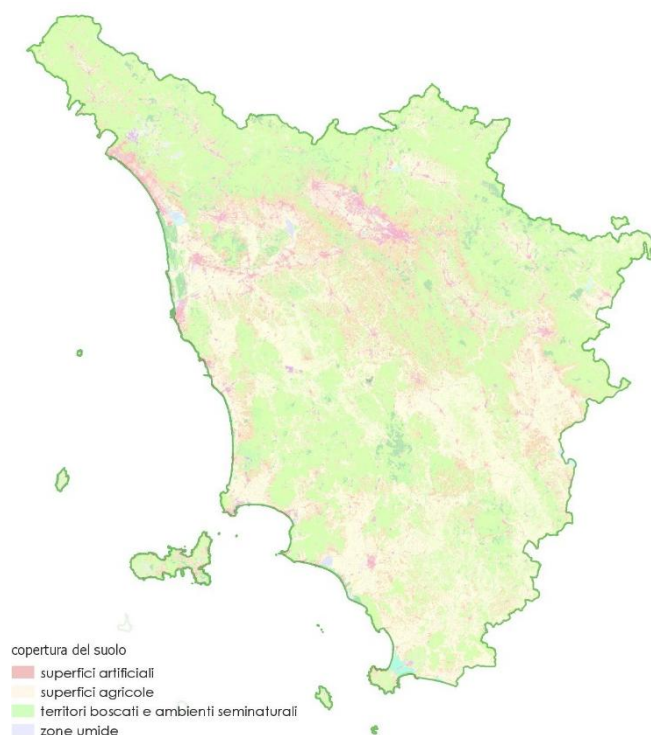 copertura del suolo
superfici artificiali
superfici agricole
territori boscati e ambienti seminaturali
zone umide